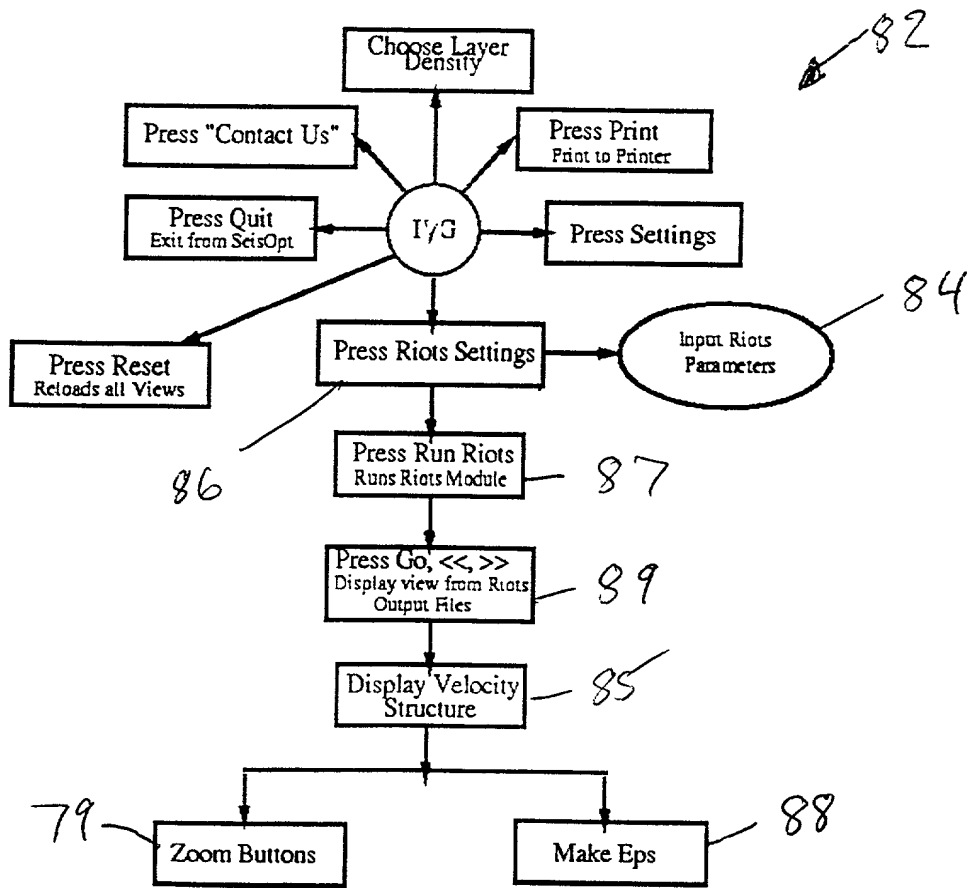 82
Choose Layer
Density
Press "Contact Us"
Press Print
Print to Printer
Press Quit
Exit from SeisOpt
Press Settings
84
Press Reset
Reloads all Views
Press Riots Settings
Input Riots
Parameters
86
Press Run Riots
Runs Riots Module
87
Press Go, <<, >>
Display view from Riots
Output Files
89
Display Velocity
Structure
85
79
Zoom Buttons
Make Eps
88